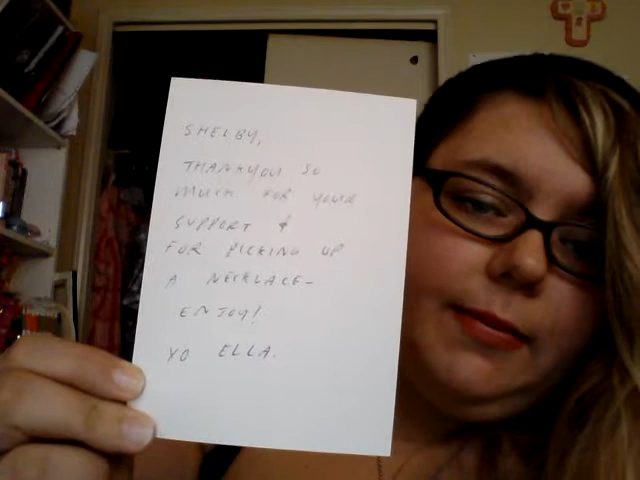 SHELBY,
THANKYOU SO
MUCH FOR YOUR
SUPPORT &
FOR PICKING UP
A NECKLACE-
ENJOY!
XO ELLA.